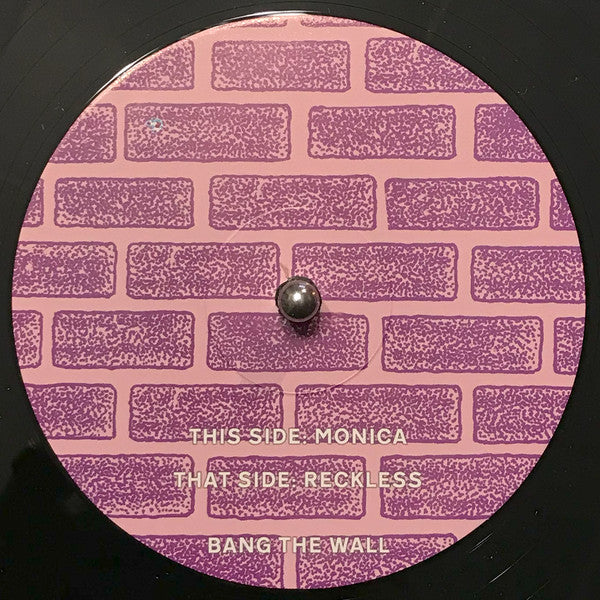 THIS SIDE: MONICA
THAT SIDE: RECKLESS
BANG THE WALL